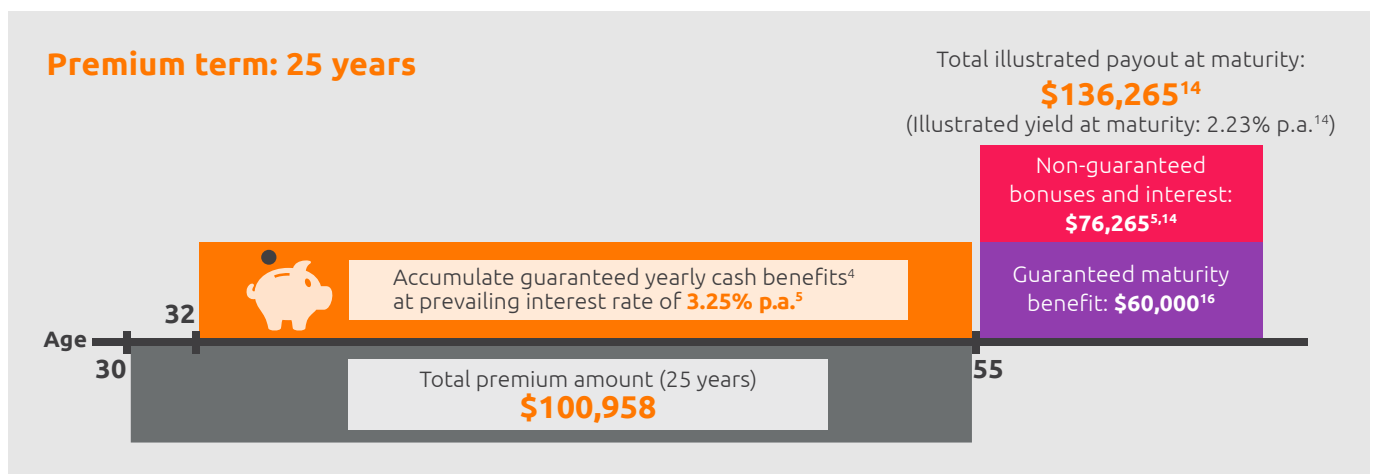 Premium term: 25 years
Total illustrated payout at maturity:
$136,265¹⁴
(Illustrated yield at maturity: 2.23% p.a.¹⁴)
Non-guaranteed
bonuses and interest:
$76,265⁵,¹⁴
Accumulate guaranteed yearly cash benefits⁴
at prevailing interest rate of 3.25% p.a.⁵
Guaranteed maturity
benefit: $60,000¹⁶
32
Age
30
55
Total premium amount (25 years)
$100,958